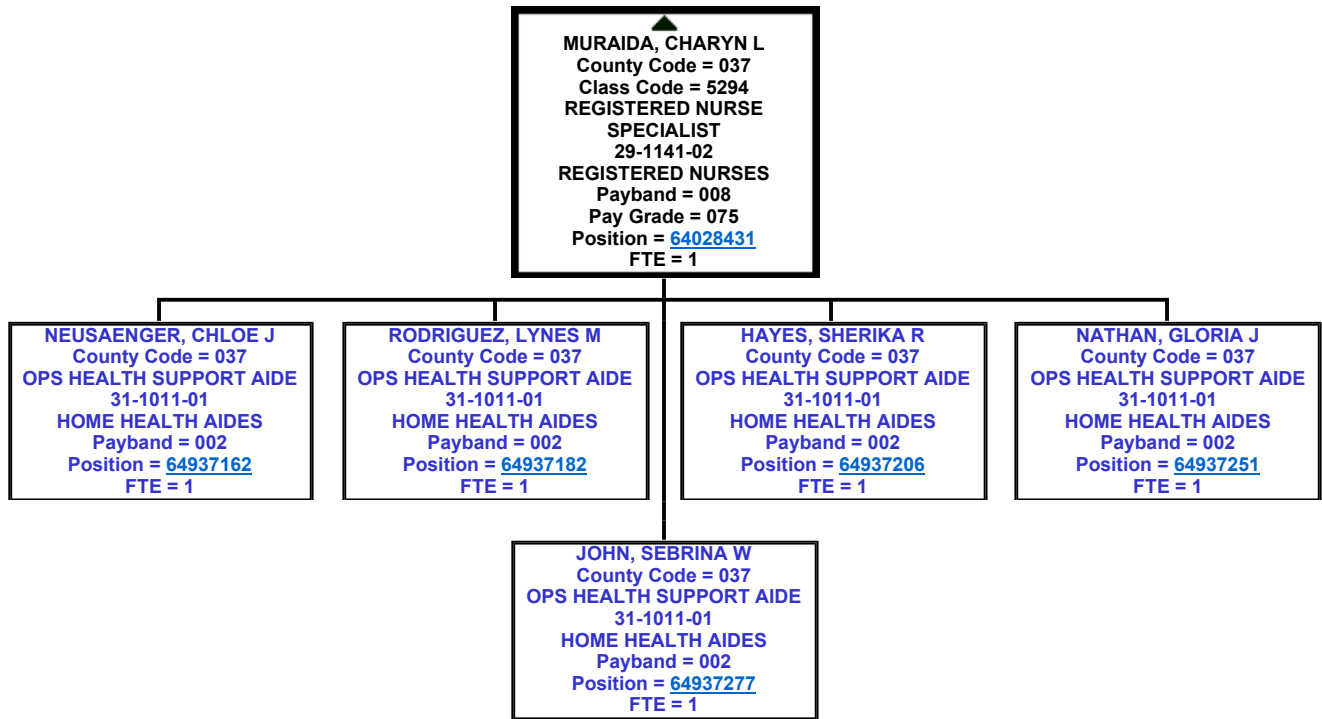 MURAIDA, CHARYN L
County Code = 037
Class Code = 5294
REGISTERED NURSE
SPECIALIST
29-1141-02
REGISTERED NURSES
Payband = 008
Pay Grade = 075
Position = 64028431
FTE = 1
NEUSAENGER, CHLOE J
County Code = 037
OPS HEALTH SUPPORT AIDE
31-1011-01
HOME HEALTH AIDES
Payband = 002
Position = 64937162
FTE = 1
RODRIGUEZ, LYNES M
County Code = 037
OPS HEALTH SUPPORT AIDE
31-1011-01
HOME HEALTH AIDES
Payband = 002
Position = 64937182
FTE = 1
HAYES, SHERIKA R
County Code = 037
OPS HEALTH SUPPORT AIDE
31-1011-01
HOME HEALTH AIDES
Payband = 002
Position = 64937206
FTE = 1
NATHAN, GLORIA J
County Code = 037
OPS HEALTH SUPPORT AIDE
31-1011-01
HOME HEALTH AIDES
Payband = 002
Position = 64937251
FTE = 1
JOHN, SEBRINA W
County Code = 037
OPS HEALTH SUPPORT AIDE
31-1011-01
HOME HEALTH AIDES
Payband = 002
Position = 64937277
FTE = 1